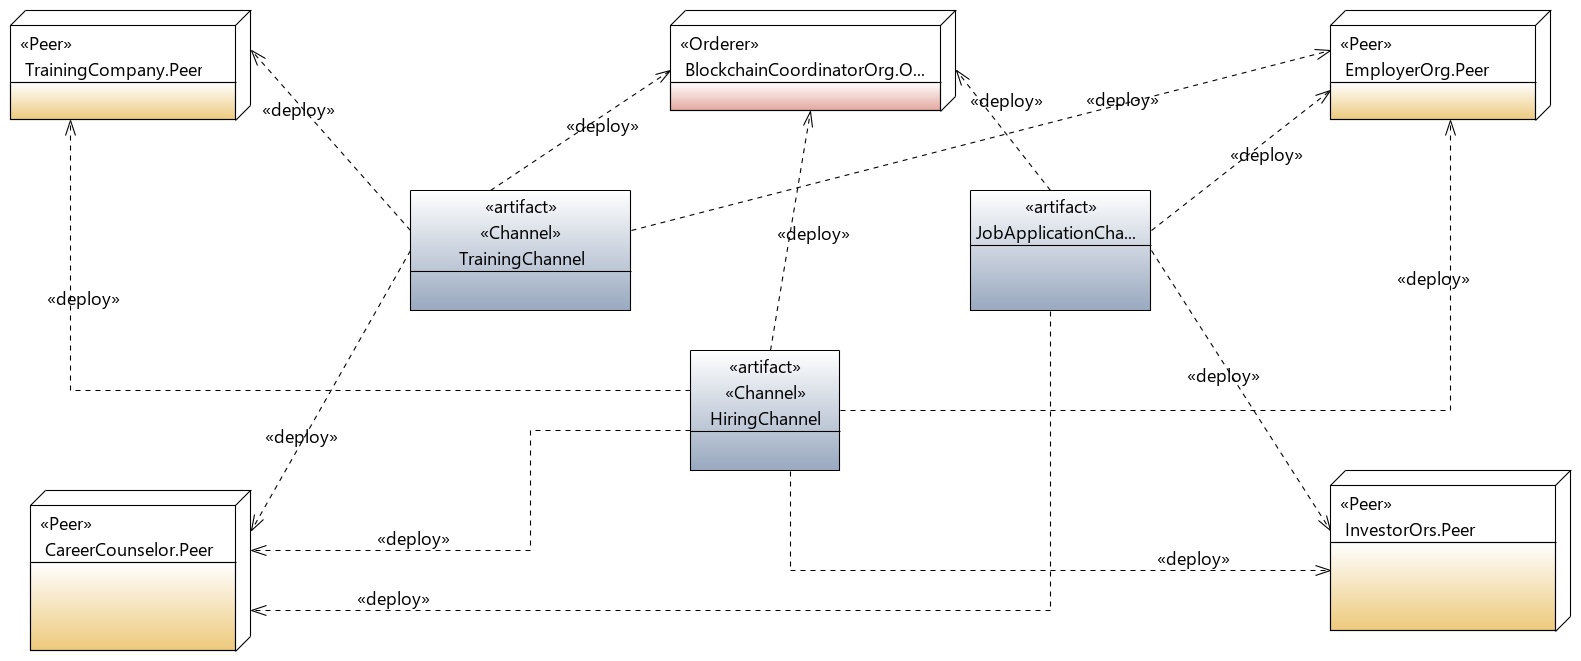 «Peer»
TrainingCompany.Peer
«Orderer»
BlockchainCoordinatorOrg.O...
«Peer»
EmployerOrg.Peer
«deploy»
«deploy»
«deploy»
«deploy»
«deploy»
«artifact»
«Channel»
TrainingChannel
«artifact»
JobApplicationCha...
«deploy»
«deploy»
«deploy»
«artifact»
«Channel»
HiringChannel
«deploy»
«deploy»
«Peer»
CareerCounselor.Peer
«Peer»
InvestorOrs.Peer
«deploy»
«deploy»
«deploy»